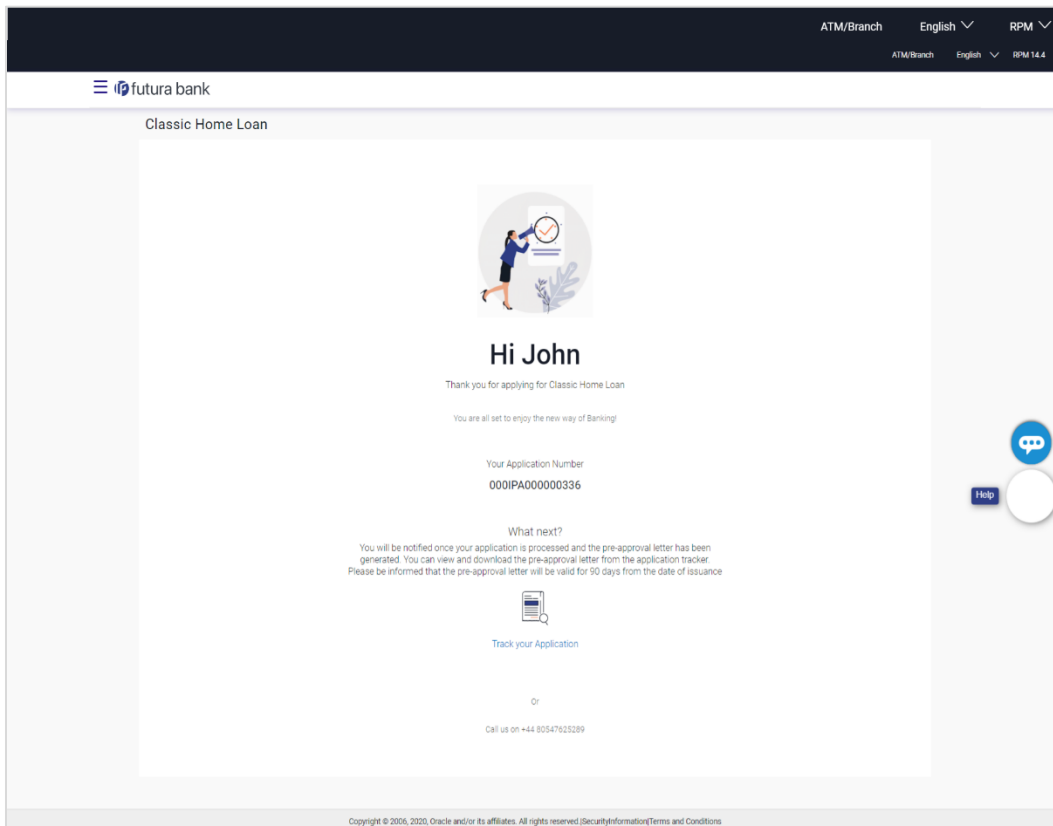 ATM/Branch English RPM
ATM/Branch English RPM 14.4
futura bank
Classic Home Loan
Hi John
Thank you for applying for Classic Home Loan
You are all set to enjoy the new way of Banking!
Your Application Number
000IPA000000336
What next?
You will be notified once your application is processed and the pre-approval letter has been
generated. You can view and download the pre-approval letter from the application tracker.
Please be informed that the pre-approval letter will be valid for 90 days from the date of issuance
Help
Track your Application
Or
Call us on +44 80547625289
Copyright © 2006, 2020, Oracle and/or its affiliates. All rights reserved.|SecurityInformation|Terms and Conditions